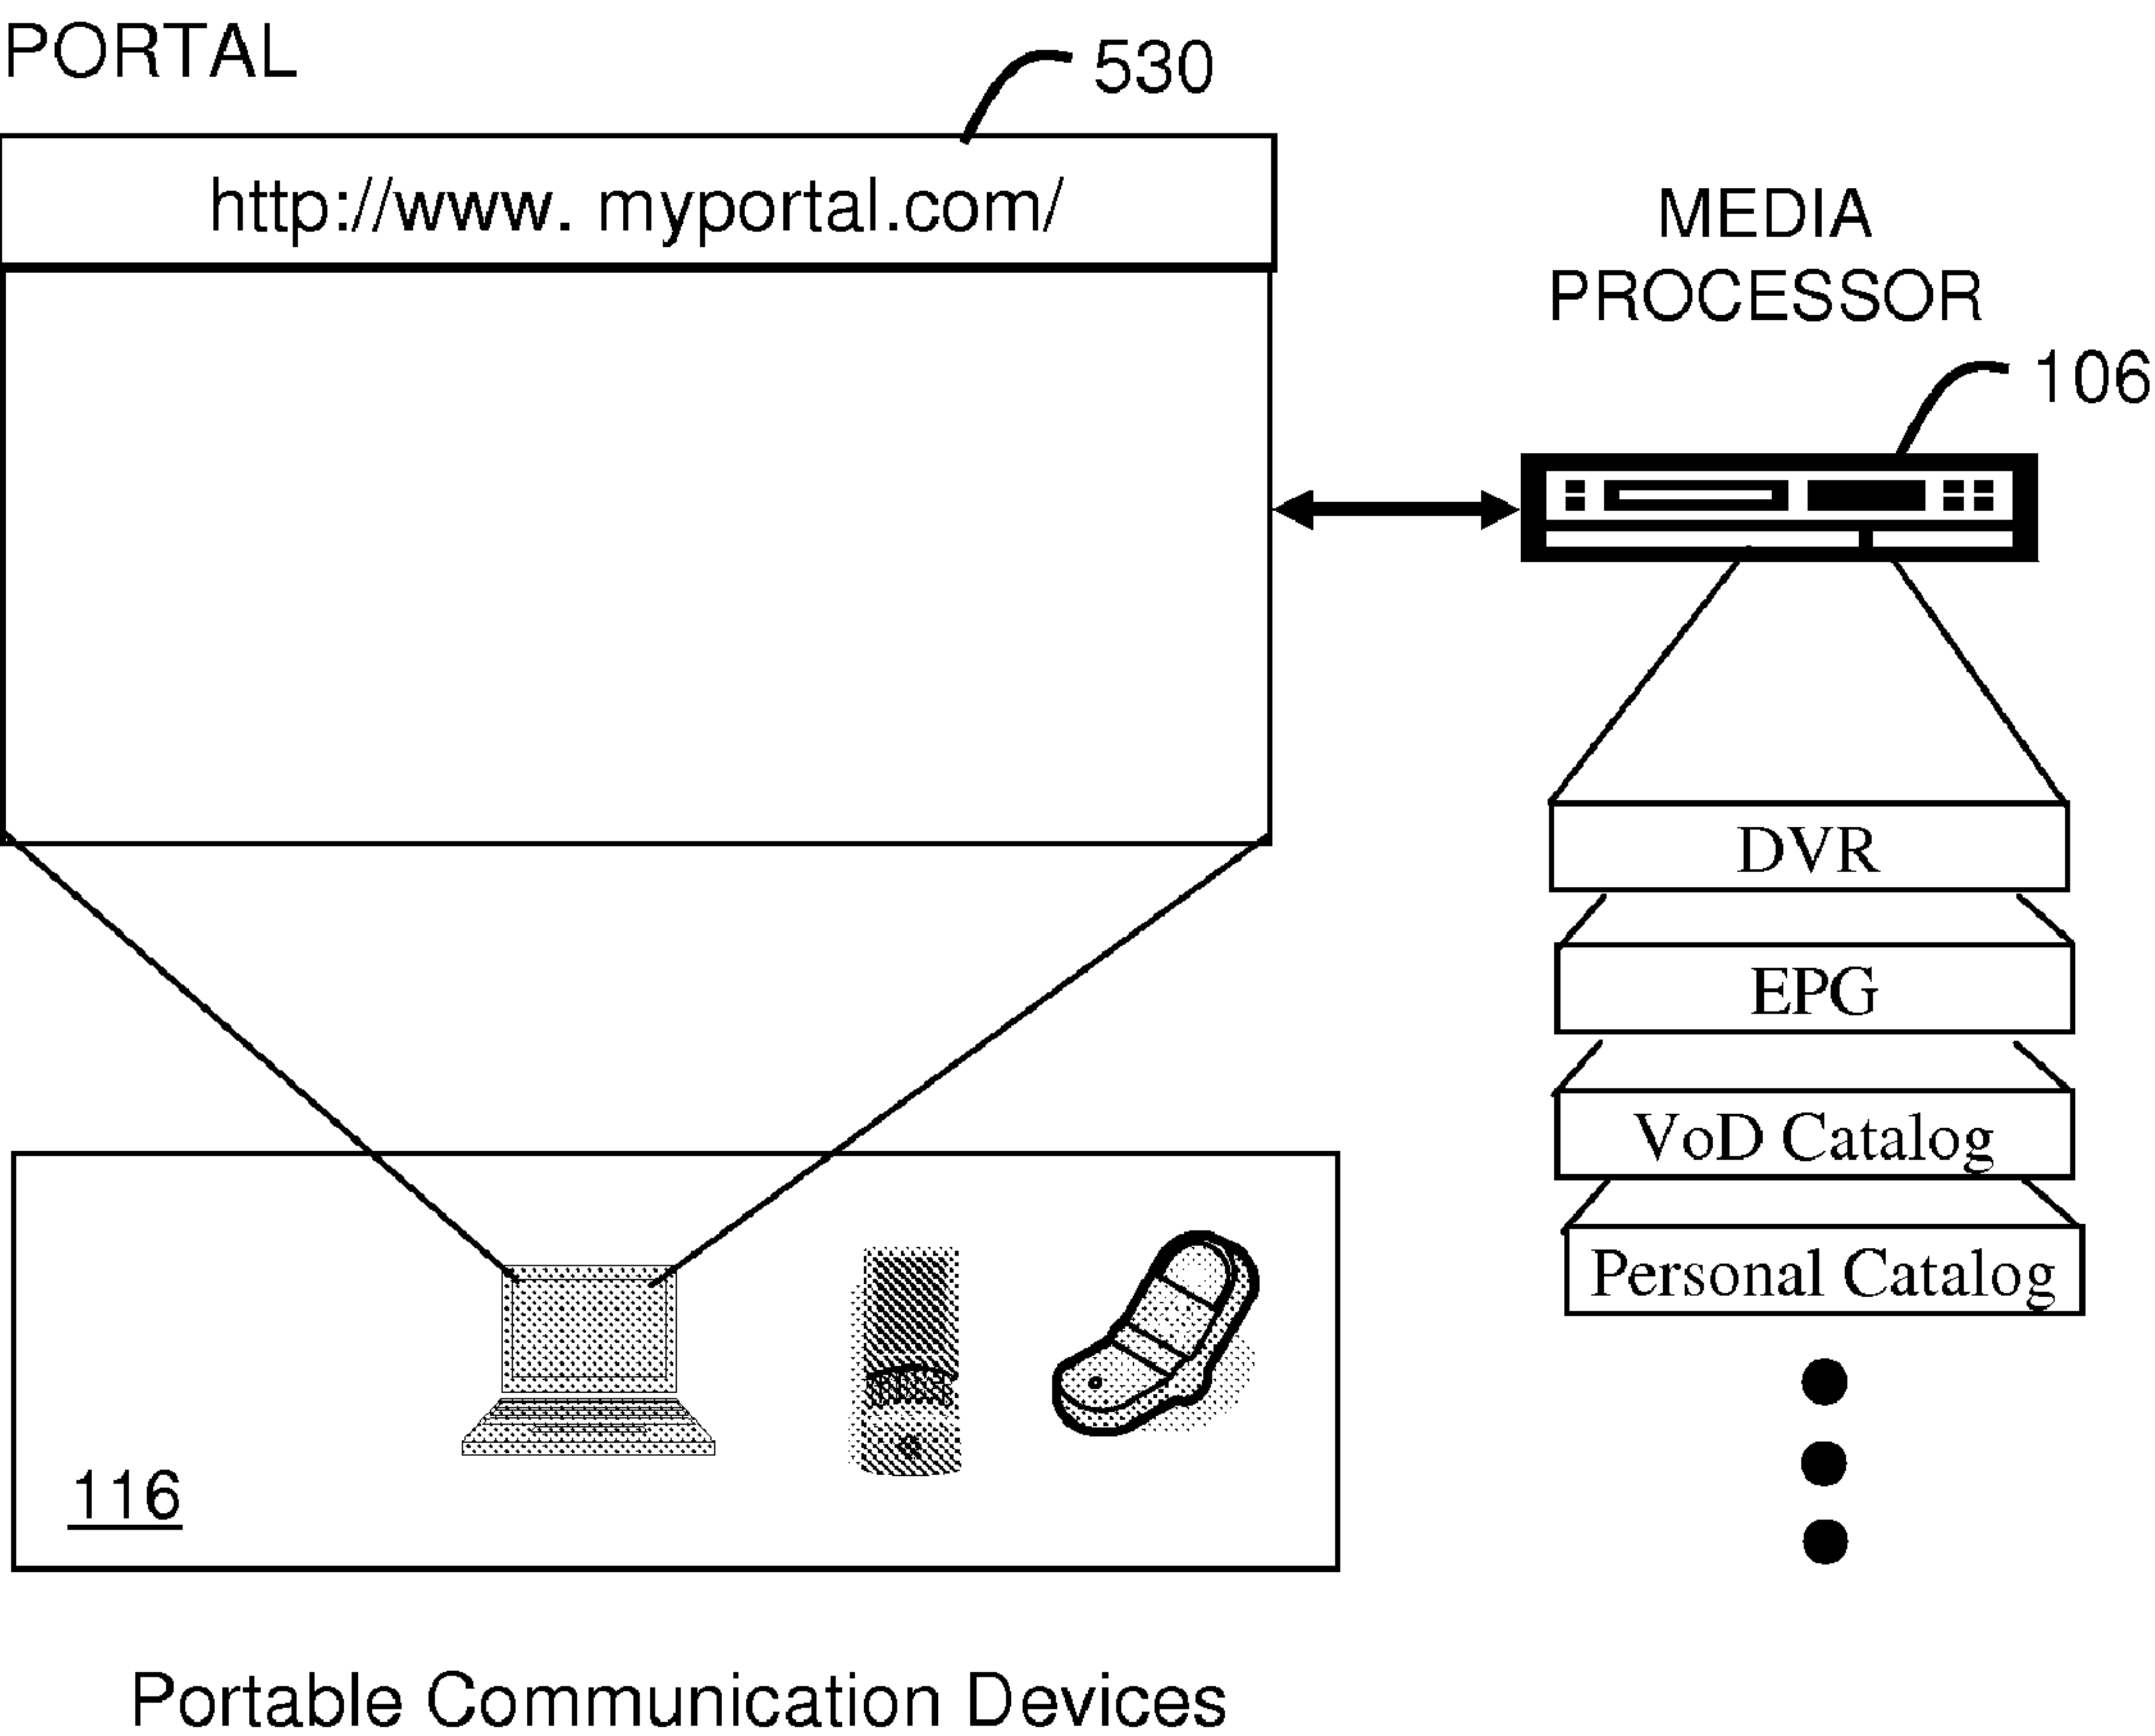 PORTAL
530
http://www. myportal.com/
MEDIA
PROCESSOR
106
DVR
EPG
VoD Catalog
Personal Catalog
116
Portable Communication Devices